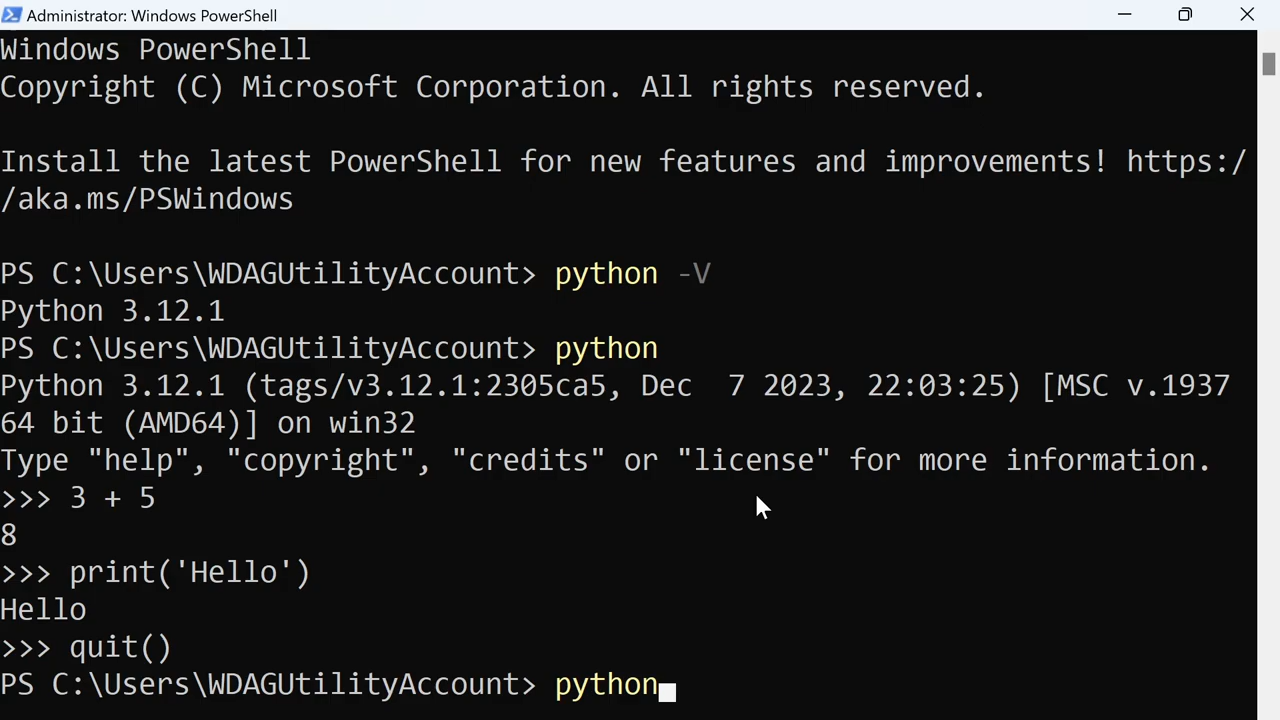 Administrator: Windows PowerShell
Windows PowerShell
Copyright (C) Microsoft Corporation. All rights reserved.
Install the latest PowerShell for new features and improvements! https:/
/aka.ms/PSWindows
PS C:\Users\WDAGUtilityAccount> python -V
Python 3.12.1
PS C:\Users\WDAGUtilityAccount> python
Python 3.12.1 (tags/v3.12.1:2305ca5, Dec  7 2023, 22:03:25) [MSC v.1937
64 bit (AMD64)] on win32
Type "help", "copyright", "credits" or "license" for more information.
>>> 3 + 5
8
>>> print('Hello')
Hello
>>> quit()
PS C:\Users\WDAGUtilityAccount> python